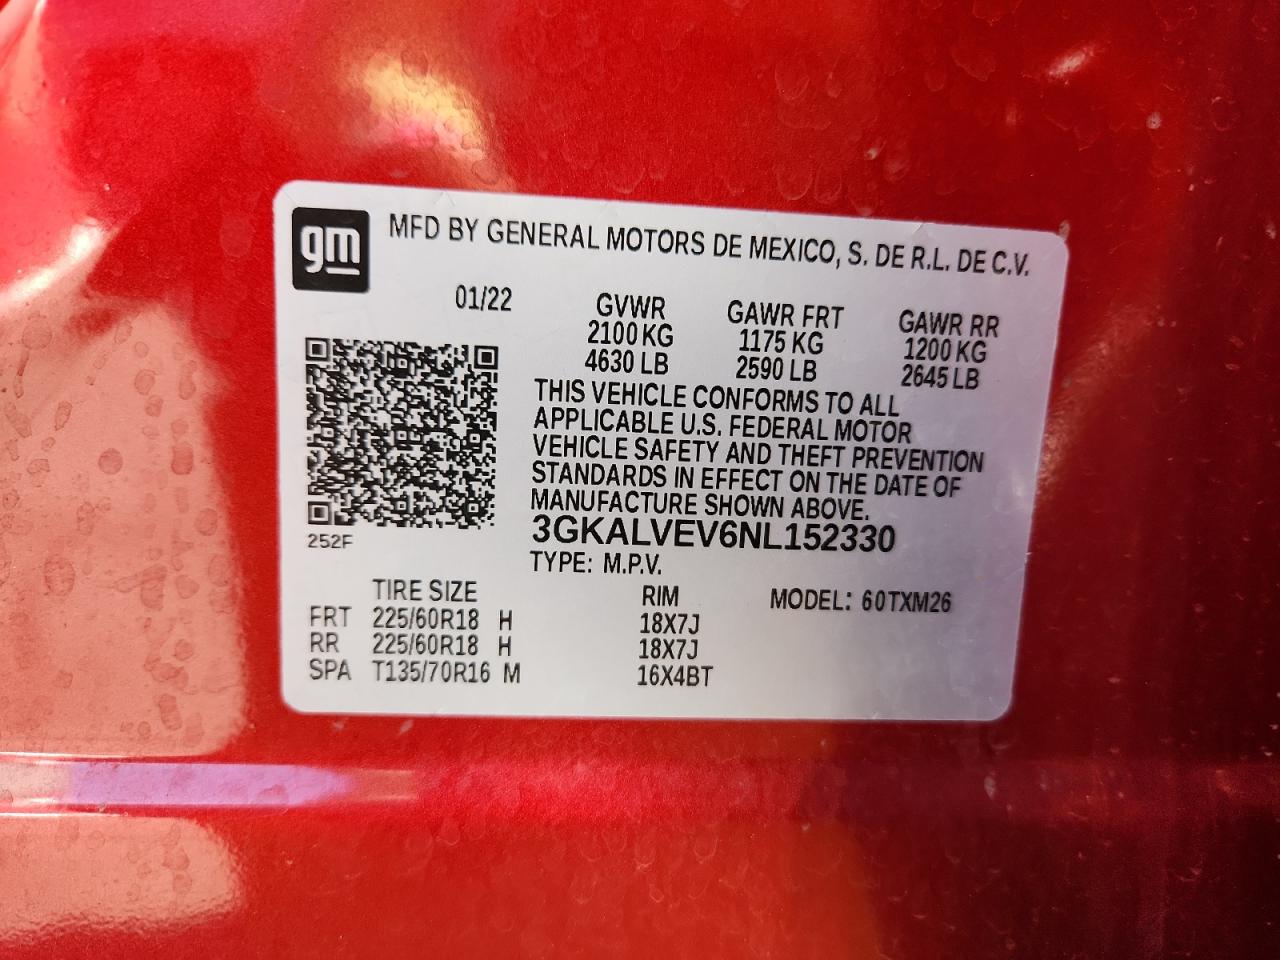 gm
MFD BY GENERAL MOTORS DE MEXICO, S. DE R.L. DE C.V.
01/22 GVWR GAWR FRT GAWR RR
2100 KG 1175 KG 1200 KG
4630 LB 2590 LB 2645 LB
THIS VEHICLE CONFORMS TO ALL
APPLICABLE U.S. FEDERAL MOTOR
VEHICLE SAFETY AND THEFT PREVENTION
STANDARDS IN EFFECT ON THE DATE OF
MANUFACTURE SHOWN ABOVE.
3GKALVEV6NL152330
252F
TYPE: M.P.V.
TIRE SIZE RIM MODEL: 60TXM26
FRT 225/60R18 H 18X7J
RR 225/60R18 H 18X7J
SPA T135/70R16 M 16X4BT